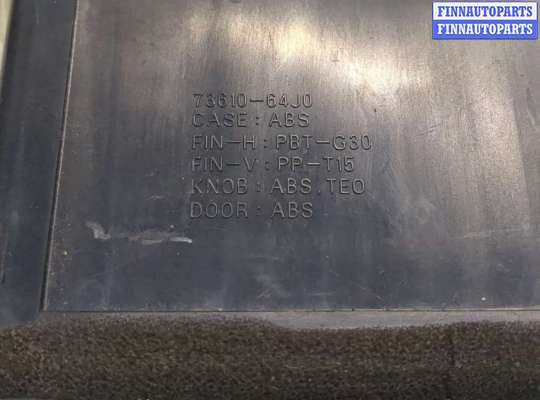 FINNAUTOPARTS
FINNAUTOPARTS
73610-64J0
CASE:ABS
FIN-H:PBT-G30
FIN-V:PP-T15
KNOB:ABS,TEO
DOOR:ABS